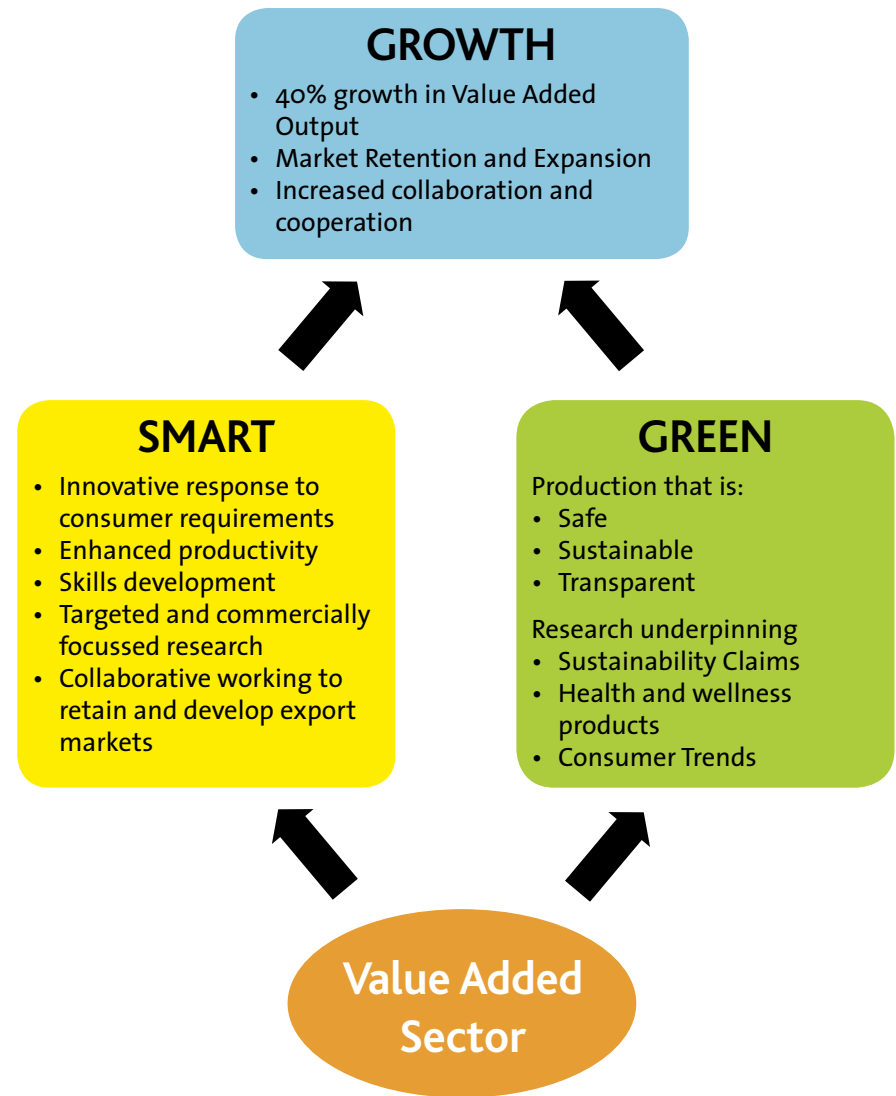 GROWTH
• 40% growth in Value Added
Output
• Market Retention and Expansion
• Increased collaboration and
cooperation
SMART
• Innovative response to
consumer requirements
• Enhanced productivity
• Skills development
• Targeted and commercially
focussed research
• Collaborative working to
retain and develop export
markets
GREEN
Production that is:
• Safe
• Sustainable
• Transparent
Research underpinning
• Sustainability Claims
• Health and wellness
products
• Consumer Trends
Value Added
Sector